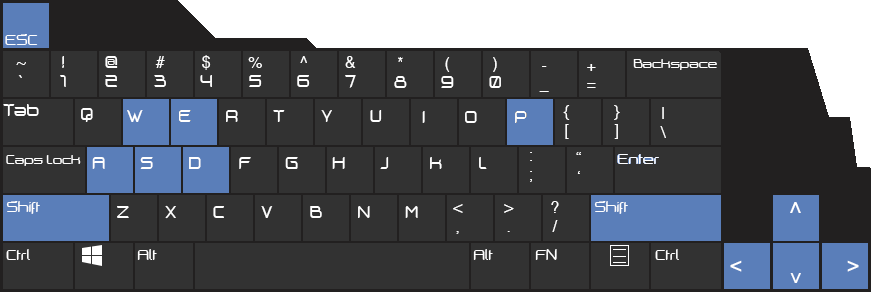 ESC
~ ! @ # $ % ^ & * ( ) - + Backspace
` 1 2 3 4 5 6 7 8 9 0 _ =
Tab Q W E R T Y U I O P { } |
[ ] \
Caps Lock A S D F G H J K L : “ Enter
; ‘
Shift Z X C V B N M < > ? Shift ^
, . /
Ctrl Alt Alt FN Ctrl < v >